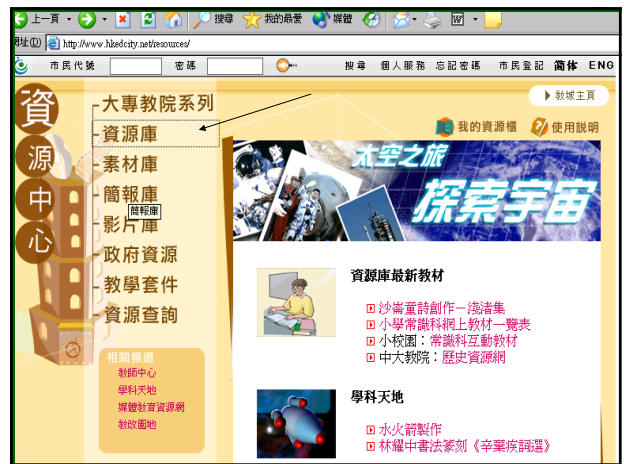 上一頁 搜尋 我的最愛 媒體
網址(D) http://www.hkedcity.net/resources/
市民代號 密碼 搜尋 個人服務 忘記密碼 市民登記 簡体 ENG
資源中心
大專教院系列
資源庫
素材庫
簡報庫
簡報庫
影片庫
政府資源
教學套件
資源查詢
相關頻道
教師中心
學科天地
媒體教育資源網
教改園地
教城主頁
我的資源櫃 使用説明
太空之旅
探索宇宙
資源庫最新教材
沙崙童詩創作－淺渚集
小學常識科網上教材一覽表
小校園：常識科互動教材
中大教院：歷史資源網
學科天地
水火箭製作
林耀中書法篆刻《辛棄疾詞選》